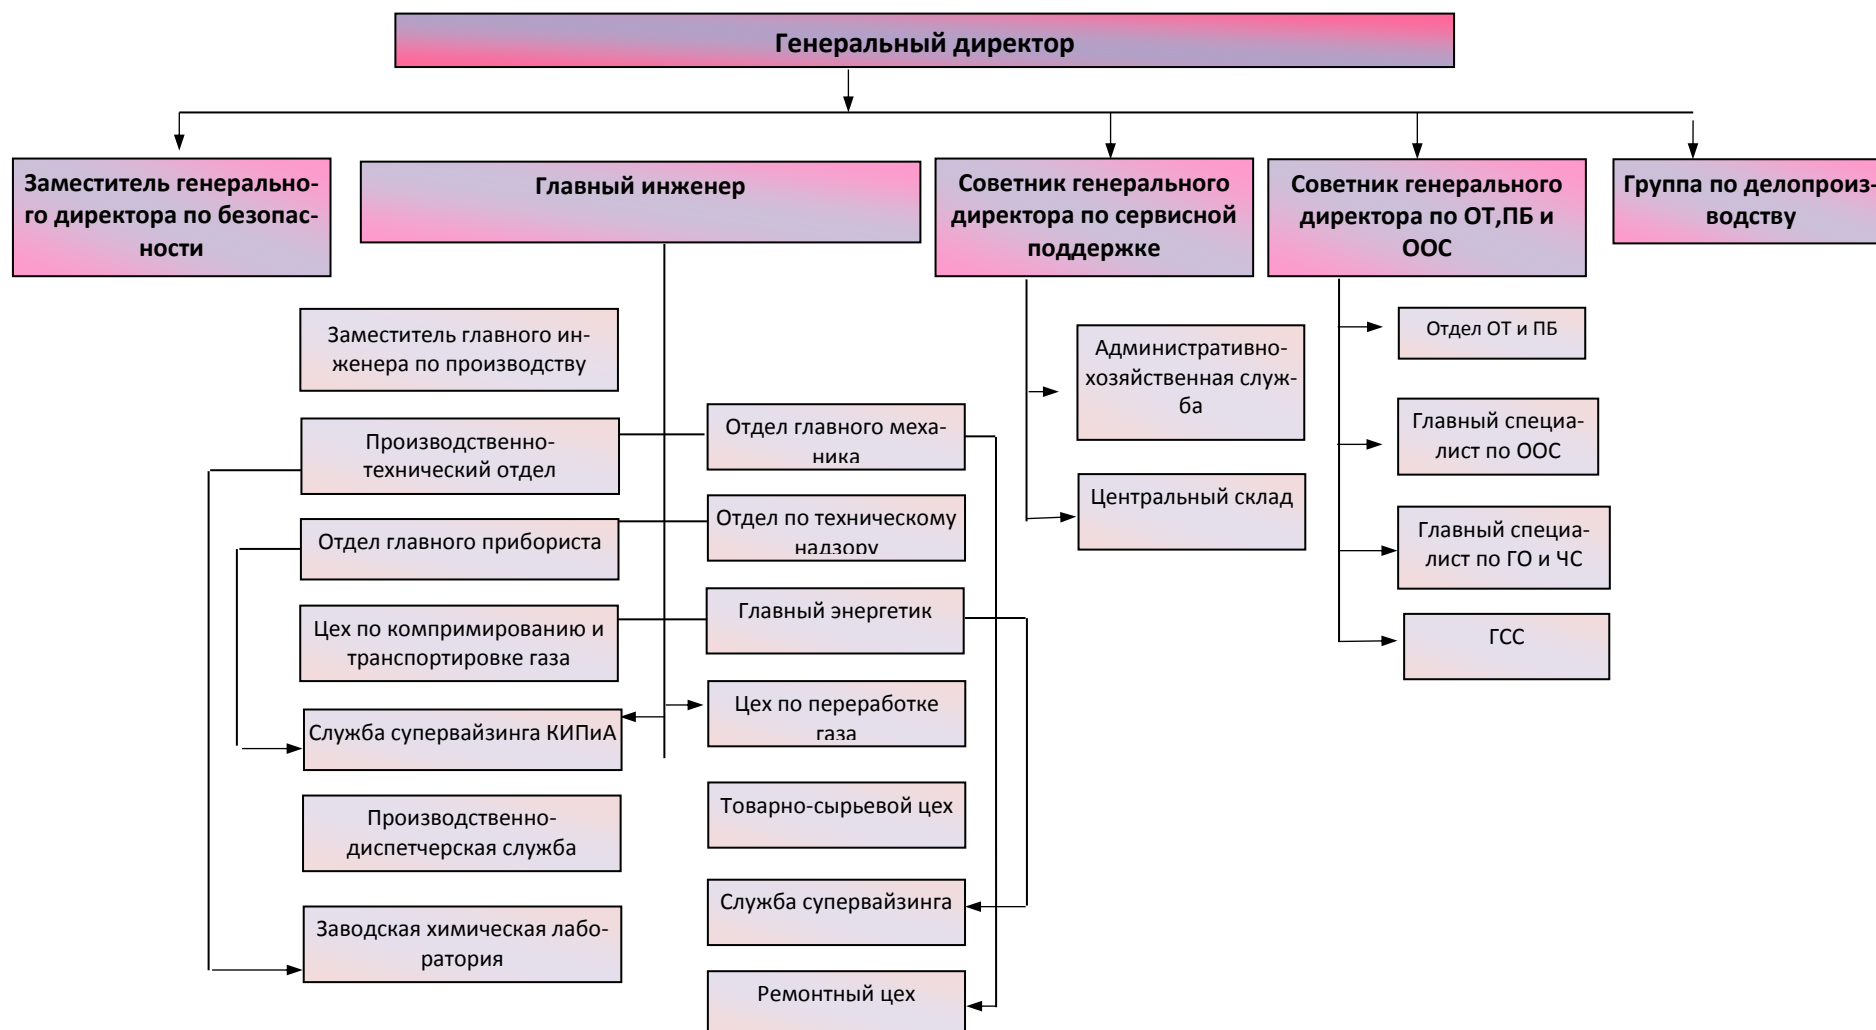 Генеральный директор
Заместитель генерально-
го директора по безопас-
ности
Главный инженер
Советник генерального
директора по сервисной
поддержке
Советник генерального
директора по ОТ,ПБ и
ООС
Группа по делопроиз-
водству
Заместитель главного ин-
женера по производству
Производственно-
технический отдел
Отдел главного прибориста
Цех по компримированию и
транспортировке газа
Служба супервайзинга КИПиА
Производственно-
диспетчерская служба
Заводская химическая лабо-
ратория
Отдел главного меха-
ника
Отдел по техническому
надзору
Главный энергетик
Цех по переработке
газа
Товарно-сырьевой цех
Служба супервайзинга
Ремонтный цех
Административно-
хозяйственная служ-
ба
Центральный склад
Отдел ОТ и ПБ
Главный специа-
лист по ООС
Главный специа-
лист по ГО и ЧС
ГСС